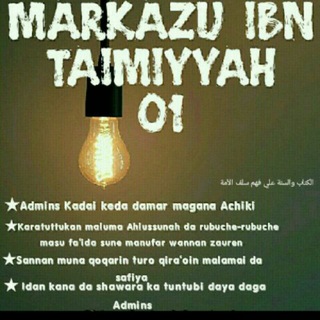 MARKAZU IBN
TAIMIYYAH
01
الكتاب والسنة على فهم سلف الأمة
★Admins Kadai keda damar magana Achiki
★Karatuttukan maluma Ahlussunah da rubuche-rubuche
masu fa'ida sune manufar wannan zauren
★Sannan muna qoqarin turo qira'oin malamai da
safiya
★ Idan kana da shawara ka tuntubi daya daga
Admins